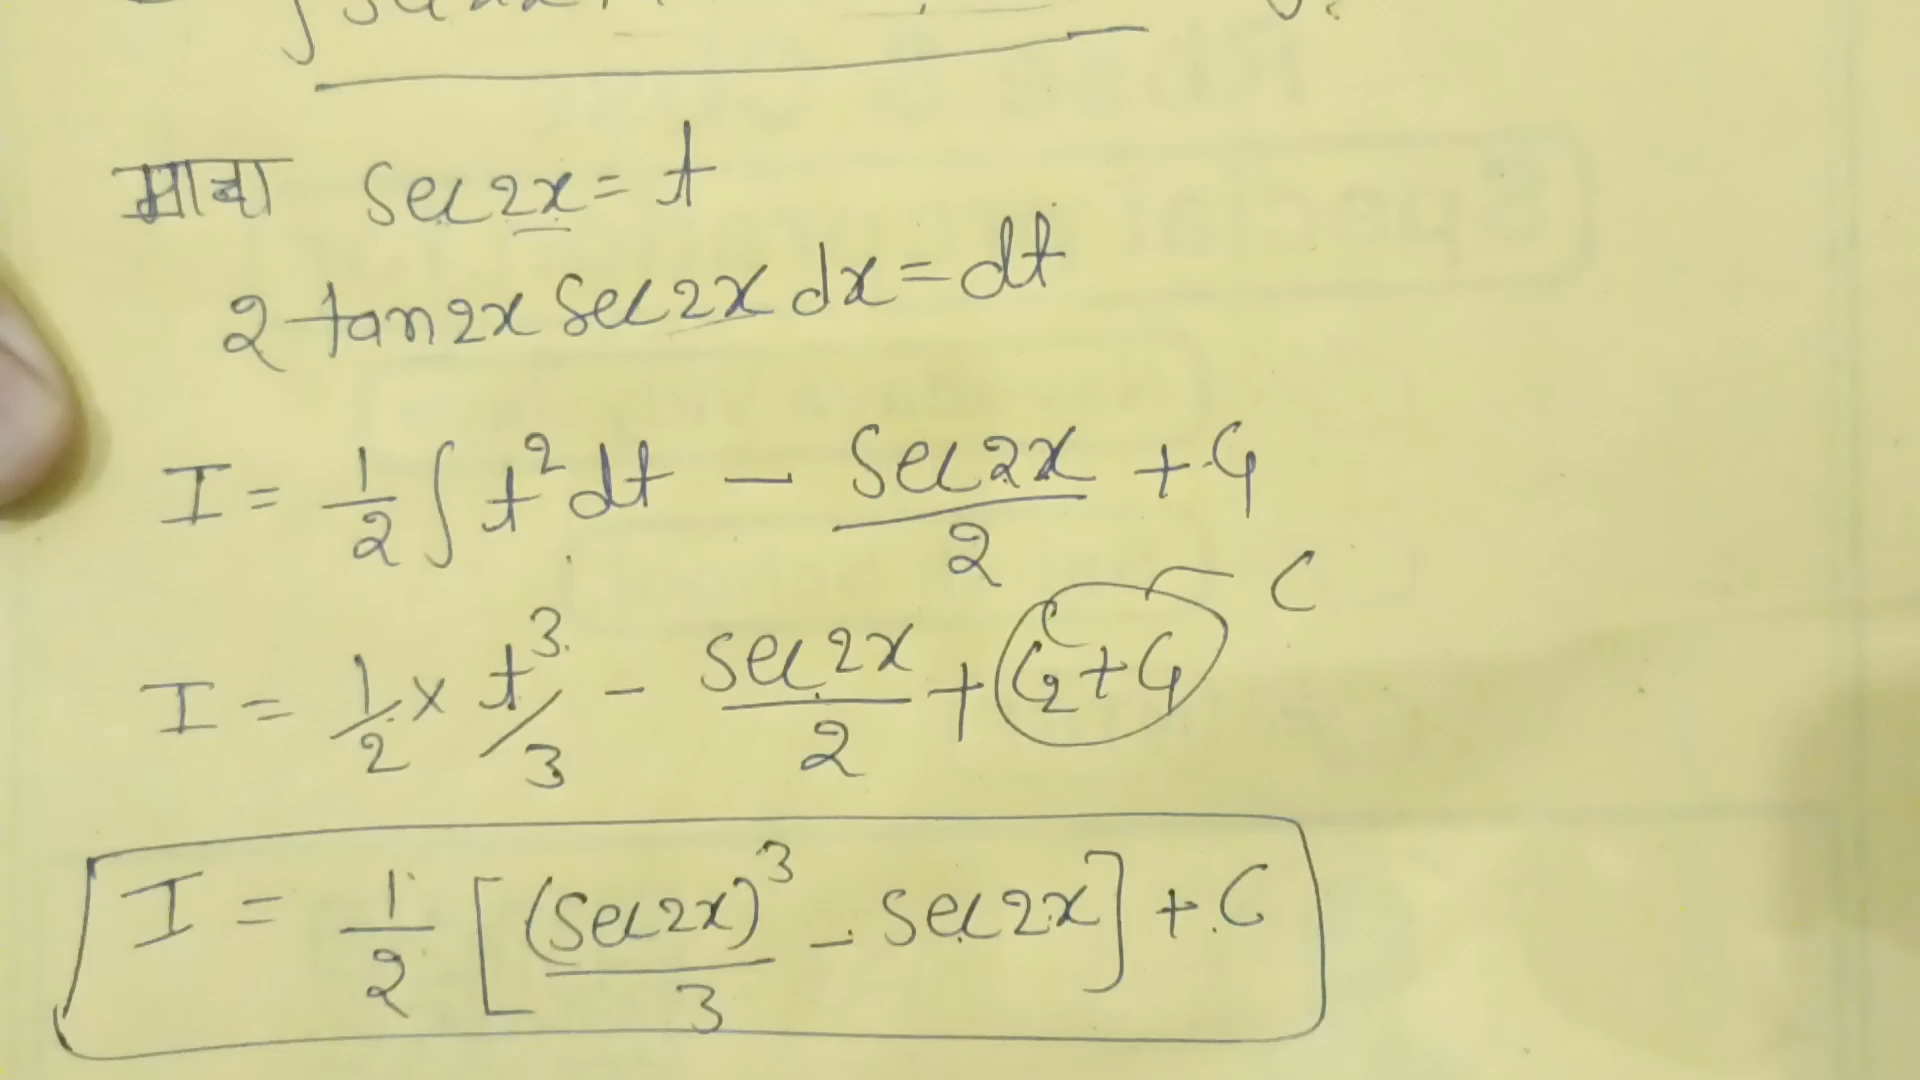 माना sec2x = t
2 tan2x sec2x dx = dt
I = 1/2 ∫ t² dt - sec2x/2 + C₁
C
I = 1/2 × t³/3 - sec2x/2 + C₂+C₁
I = 1/2 [(sec2x)³/3 - sec2x] + C